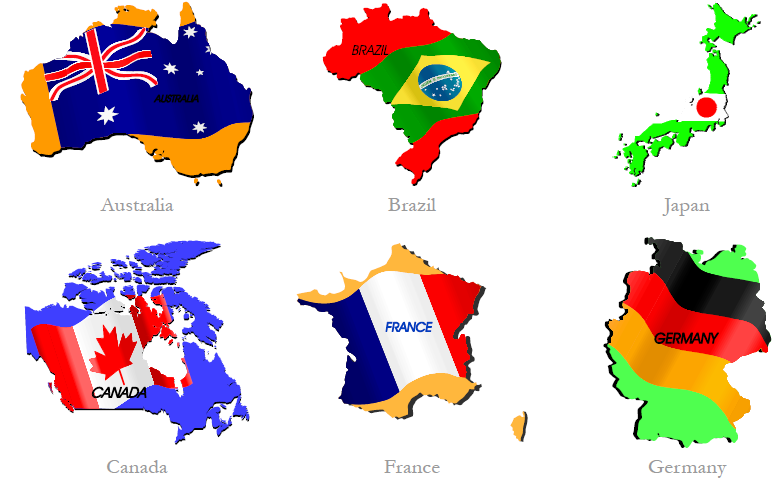 AUSTRALIA
BRAZIL
Australia
Brazil
Japan
CANADA
FRANCE
GERMANY
Canada
France
Germany